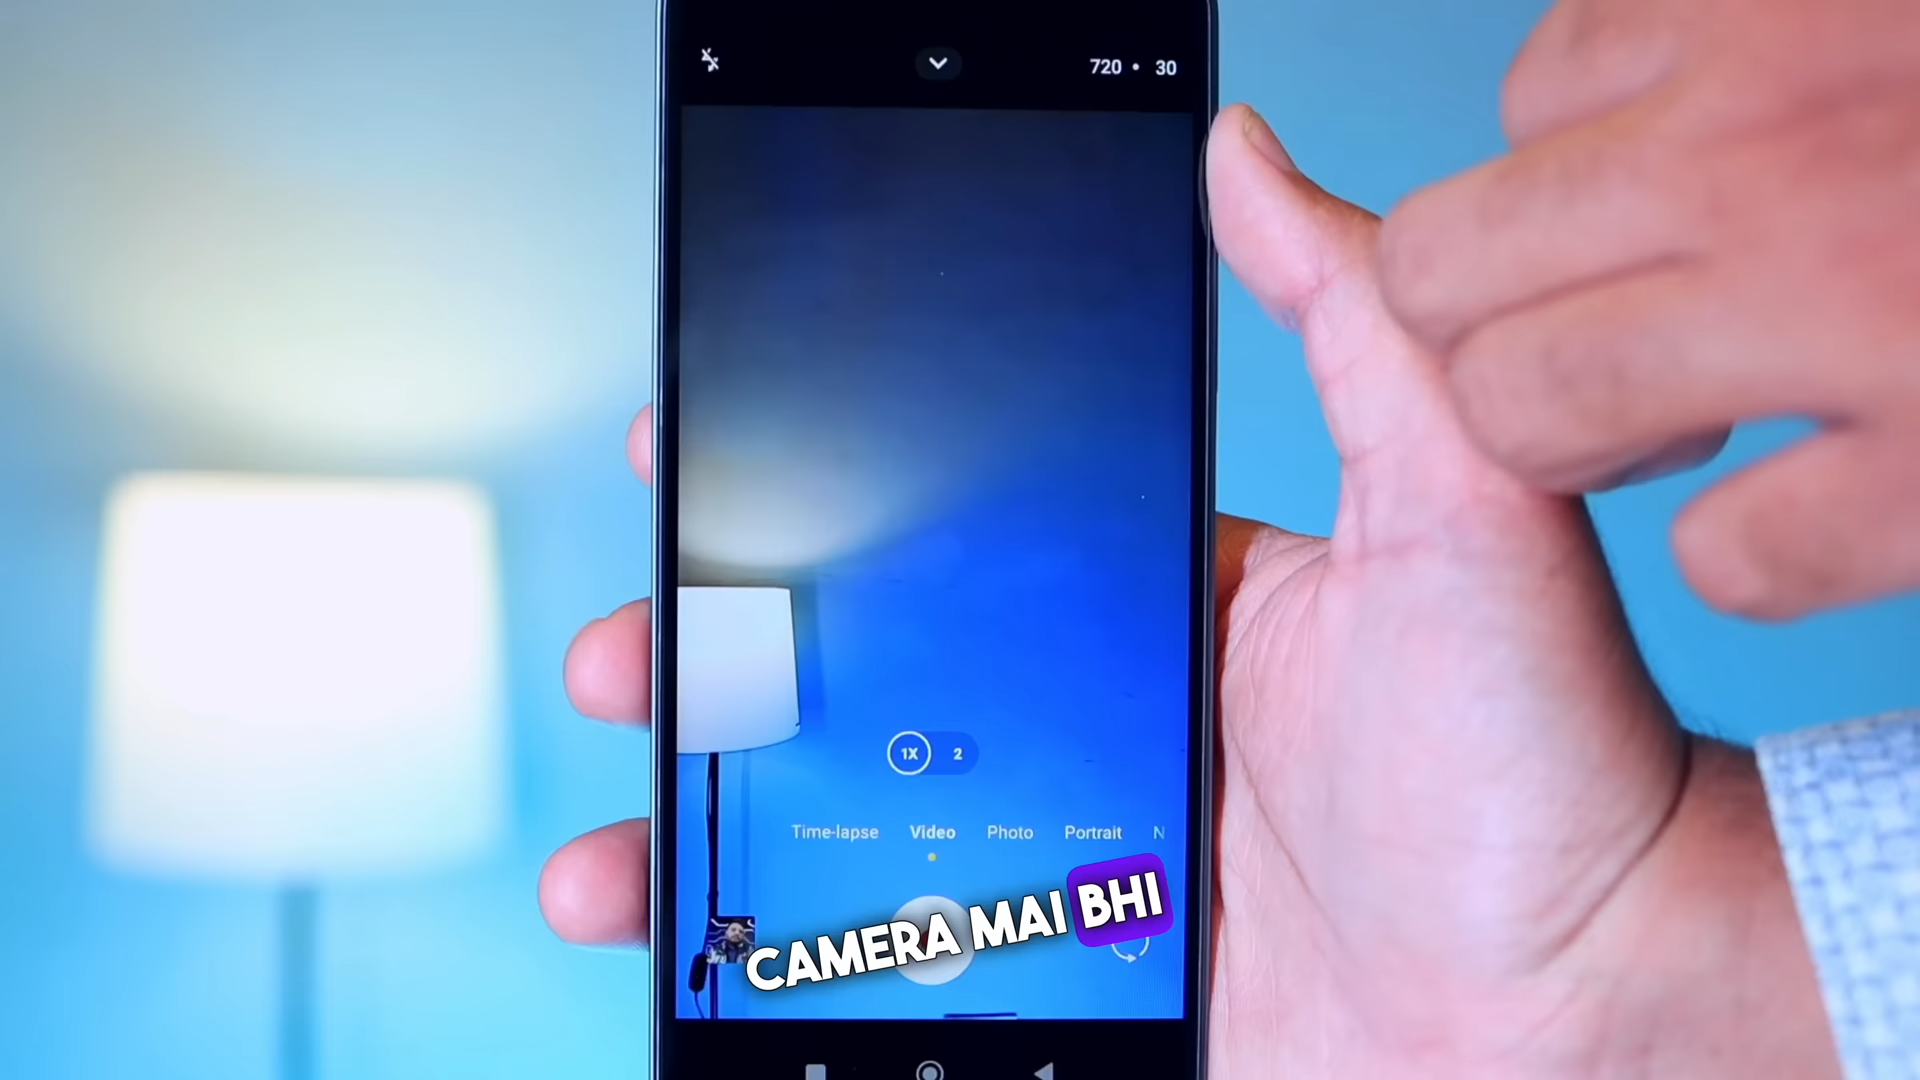 720 • 30
1X 2
Time-lapse Video Photo Portrait N
CAMERA MAI BHI